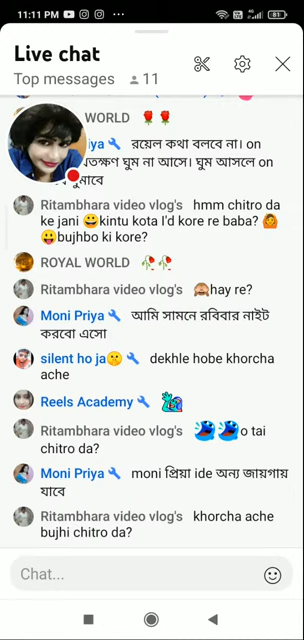 11:11 PM
81
Live chat
Top messages 11
WORLD 🌹🌹
iya রয়েল কথা বলবে না। on
তক্ষণ ঘুম না আসে। ঘুম আসলে on
Ritambhara video vlog's hmm chitro da
ke jani 😀kintu kota I'd kore re baba? 🤷
😛bujhbo ki kore?
ROYAL WORLD 🥀🥀
Ritambhara video vlog's 🙈hay re?
Moni Priya আমি সামনে রবিবার নাইট
করবো এসো
silent ho ja🤫 dekhle hobe khorcha
ache
Reels Academy
Ritambhara video vlog's o tai
chitro da?
Moni Priya moni প্রিয়া ide অন্য জায়গায়
যাবে
Ritambhara video vlog's khorcha ache
bujhi chitro da?
Chat...